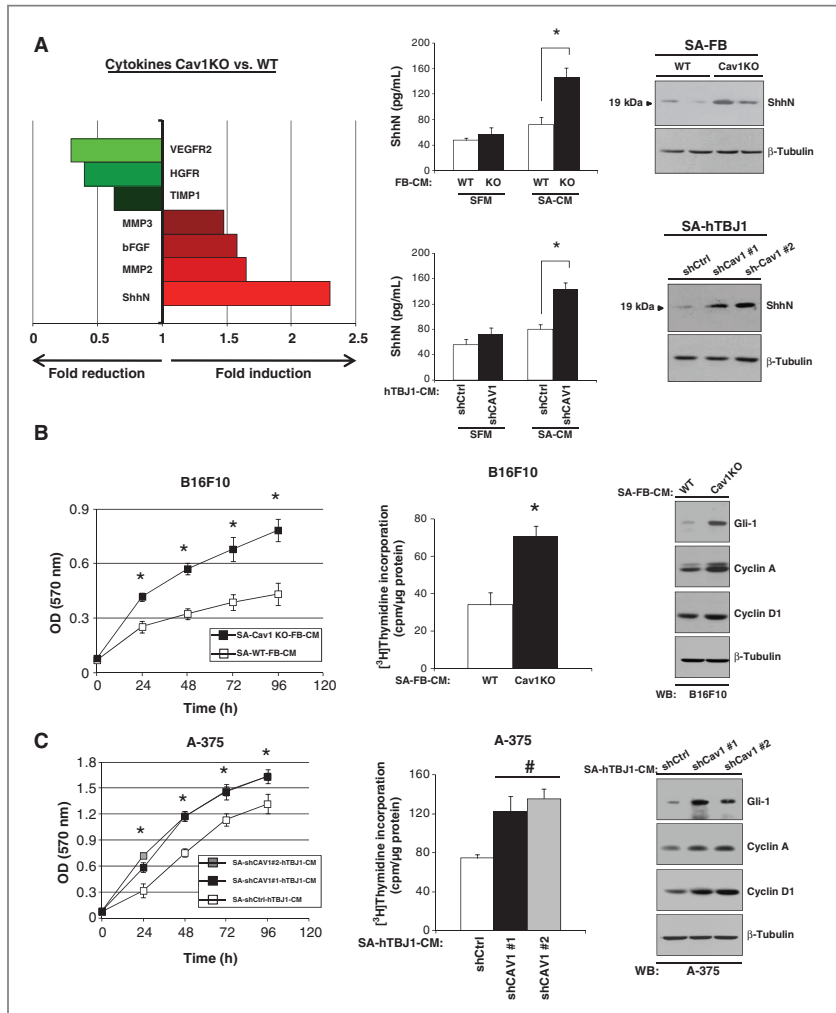 A
Cytokines Cav1KO vs. WT
VEGFR2
HGFR
TIMP1
MMP3
bFGF
MMP2
ShhN
0 0.5 1 1.5 2 2.5
Fold reduction Fold induction
ShhN (pg/mL)
200
160
120
80
40
0
*
FB-CM: WT KO WT KO
SFM SA-CM
SA-FB
WT Cav1KO
19 kDa
ShhN
β-Tubulin
ShhN (pg/mL)
200
160
120
80
40
0
*
hTBJ1-CM: shCtrl shCAV1 shCtrl shCAV1
SFM SA-CM
SA-hTBJ1
shCtrl shCav1 #1 sh-Cav1 #2
19 kDa
ShhN
β-Tubulin
B
B16F10
OD (570 nm)
0.9
0.6
0.3
0
* * * *
SA-Cav1 KO-FB-CM
SA-WT-FB-CM
0 24 48 72 96 120
Time (h)
B16F10
[³H]Thymidine incorporation
(cpm/µg protein)
80
60
40
20
0
*
SA-FB-CM: WT Cav1KO
SA-FB-CM: WT Cav1KO
Gli-1
Cyclin A
Cyclin D1
β-Tubulin
WB: B16F10
C
A-375
OD (570 nm)
1.8
1.5
1.2
0.9
0.6
0.3
0
* * * *
SA-shCAV1#2-hTBJ1-CM
SA-shCAV1#1-hTBJ1-CM
SA-shCtrl-hTBJ1-CM
0 24 48 72 96 120
Time (h)
A-375
[³H]Thymidine incorporation
(cpm/µg protein)
160
120
80
40
0
#
SA-hTBJ1-CM: shCtrl shCAV1 #1 shCAV1 #2
SA-hTBJ1-CM: shCtrl shCav1 #1 shCav1 #2
Gli-1
Cyclin A
Cyclin D1
β-Tubulin
WB: A-375